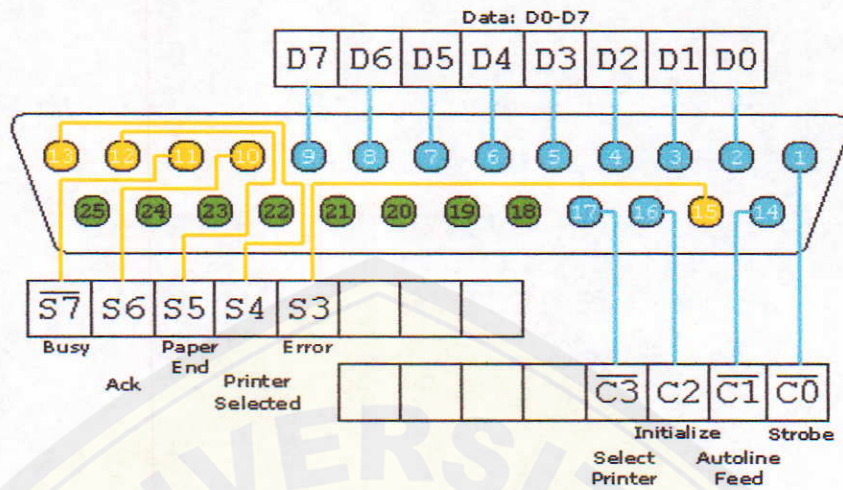 Data: D0-D7
D7 D6 D5 D4 D3 D2 D1 D0
13 12 11 10 9 8 7 6 5 4 3 2 1
25 24 23 22 21 20 19 18 17 16 15 14
S7 S6 S5 S4 S3
Busy Paper Error
End
Ack Printer
Selected
C3 C2 C1 C0
Initialize Strobe
Select Autoline
Printer Feed
IVERSIT